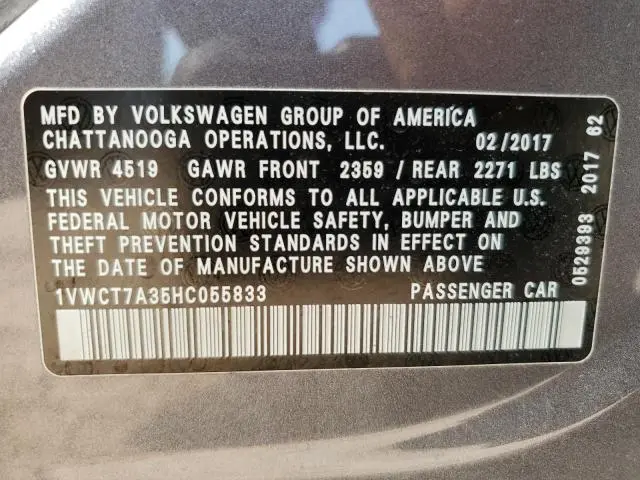 MFD BY VOLKSWAGEN GROUP OF AMERICA
CHATTANOOGA OPERATIONS, LLC. 02/2017
GVWR 4519 GAWR FRONT 2359 / REAR 2271 LBS
THIS VEHICLE CONFORMS TO ALL APPLICABLE U.S.
FEDERAL MOTOR VEHICLE SAFETY, BUMPER AND
THEFT PREVENTION STANDARDS IN EFFECT ON
THE DATE OF MANUFACTURE SHOWN ABOVE
1VWCT7A35HC055833 PASSENGER CAR
0529393 2017 62